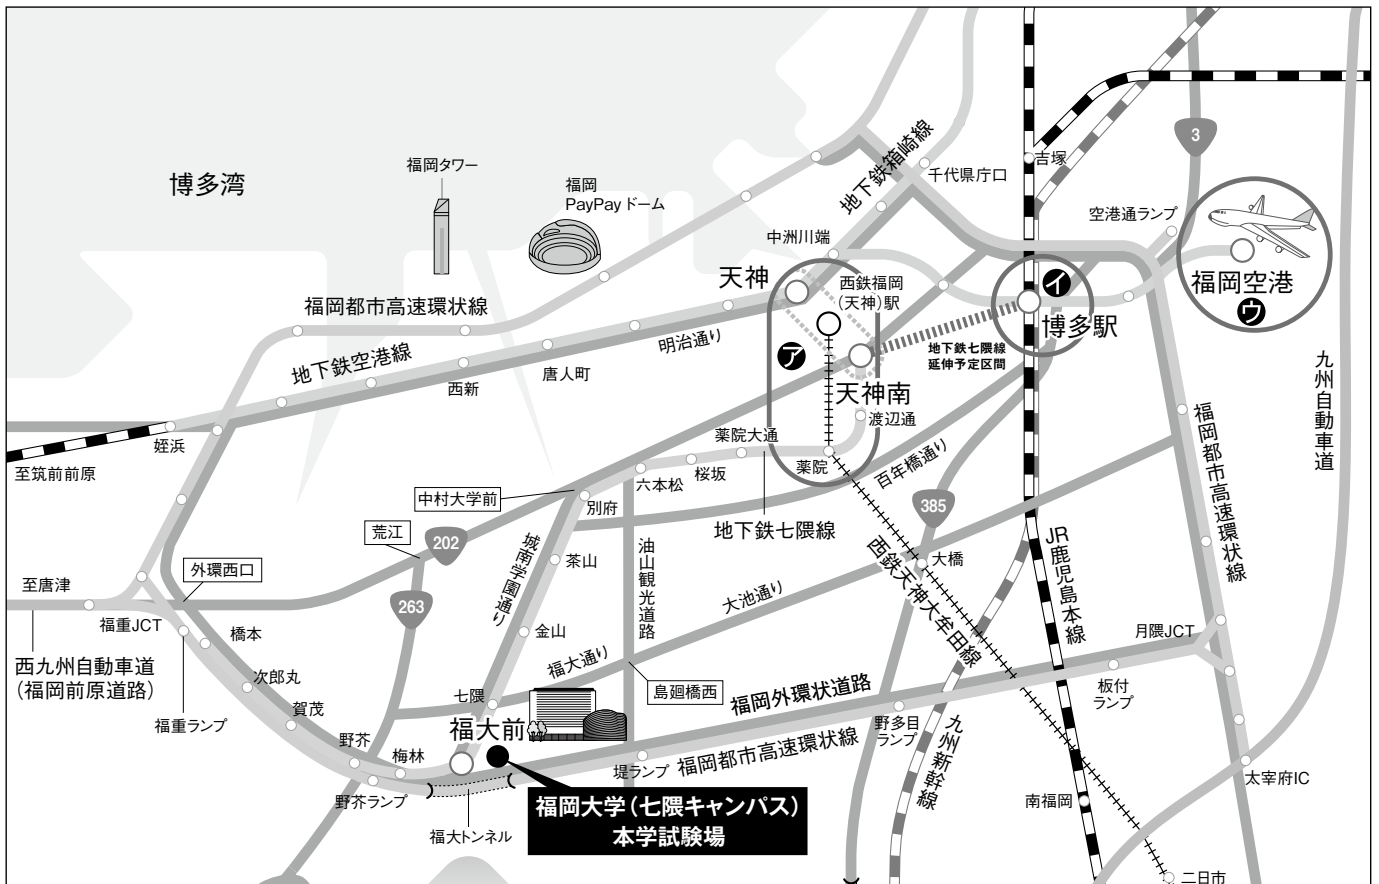 博多湾
福岡タワー
福岡
PayPayドーム
地下鉄箱崎線
千代県庁口
吉塚
3
空港通ランプ
福岡空港
ウ
中洲川端
天神
西鉄福岡
（天神）駅
イ
博多駅
福岡都市高速環状線
地下鉄空港線
明治通り
ア
地下鉄七隈線
延伸予定区間
天神南
西新
唐人町
渡辺通
九州自動車道
福岡都市高速環状線
姪浜
至筑前前原
薬院大通
薬院
桜坂
六本松
百年橋通り
中村大学前
別府
地下鉄七隈線
385
荒江
202
城南学園通り
茶山
油山観光道路
西鉄天神大牟田線
大橋
JR鹿児島本線
外環西口
至唐津
263
大池通り
福重JCT
橋本
金山
月隈JCT
西九州自動車道
（福岡前原道路）
福大通り
島廻橋西
次郎丸
七隈
福岡外環状道路
板付
ランプ
福重ランプ
賀茂
福大前
野多目
ランプ
野芥
梅林
堤ランプ
福岡都市高速環状線
九州新幹線
太宰府IC
野芥ランプ
南福岡
福岡大学（七隈キャンパス）
本学試験場
福大トンネル
二日市